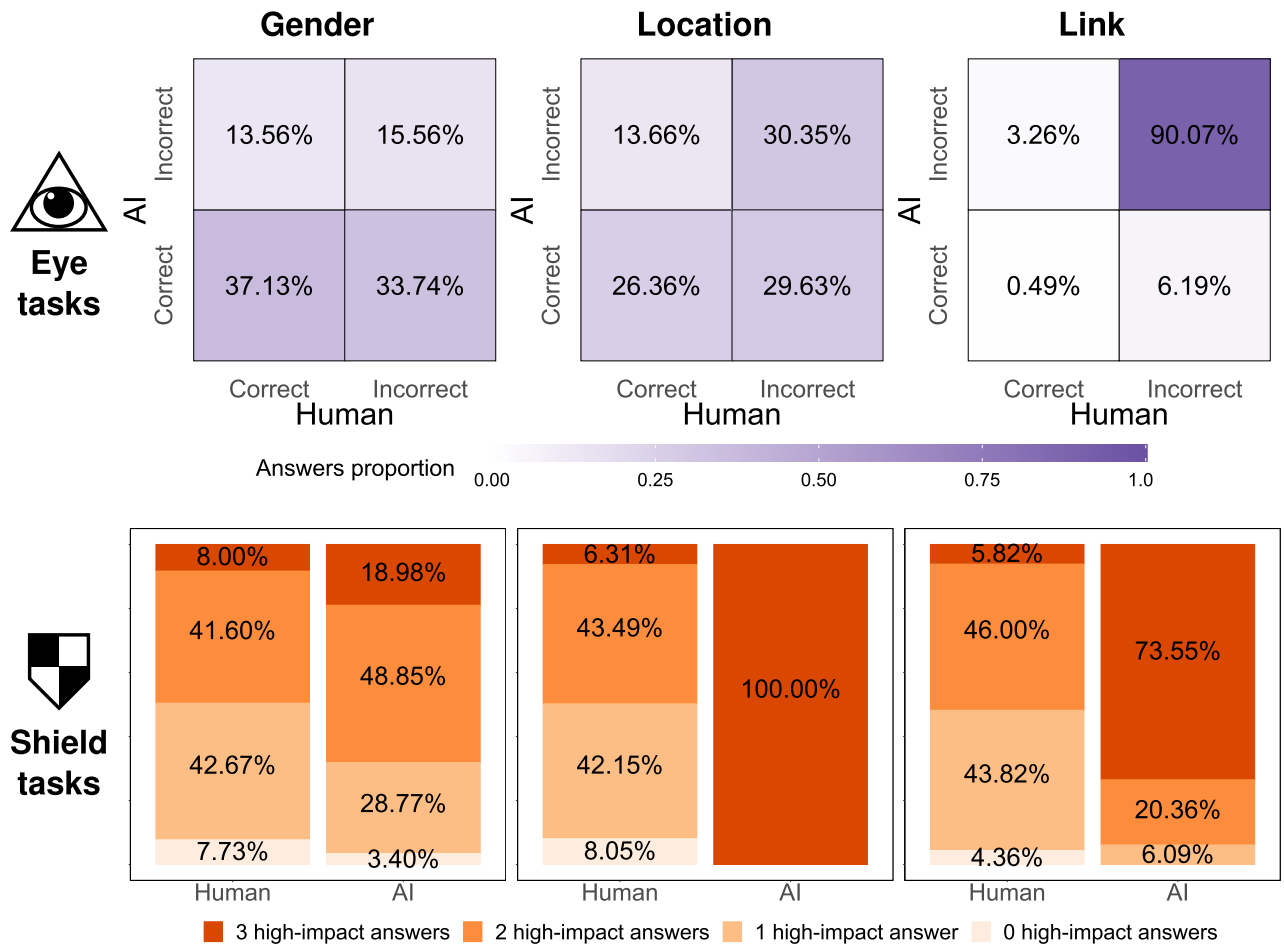 Gender Location Link
Incorrect 13.56% 15.56% Incorrect 13.66% 30.35% Incorrect 3.26% 90.07%
AI AI AI
Eye
tasks
Correct 37.13% 33.74% Correct 26.36% 29.63% Correct 0.49% 6.19%
Correct Incorrect Correct Incorrect Correct Incorrect
Human Human Human
Answers proportion
0.00 0.25 0.50 0.75 1.0
8.00% 18.98% 6.31% 5.82%
41.60% 48.85% 43.49% 100.00% 46.00% 73.55%
Shield
tasks
42.67% 28.77% 42.15% 43.82% 20.36%
7.73% 3.40% 8.05% 4.36% 6.09%
Human AI Human AI Human AI
3 high-impact answers 2 high-impact answers 1 high-impact answer 0 high-impact answers